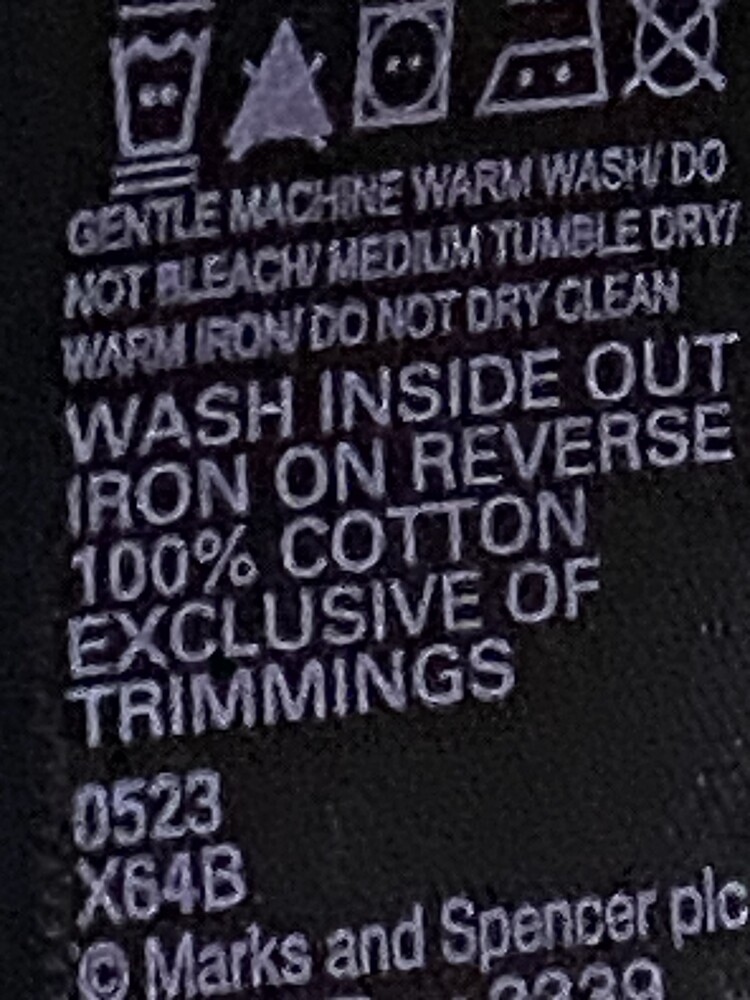 GENTLE MACHINE WARM WASH/ DO
NOT BLEACH/ MEDIUM TUMBLE DRY/
WARM IRON/ DO NOT DRY CLEAN
WASH INSIDE OUT
IRON ON REVERSE
100% COTTON
EXCLUSIVE OF
TRIMMINGS
0523
X64B
© Marks and Spencer plc